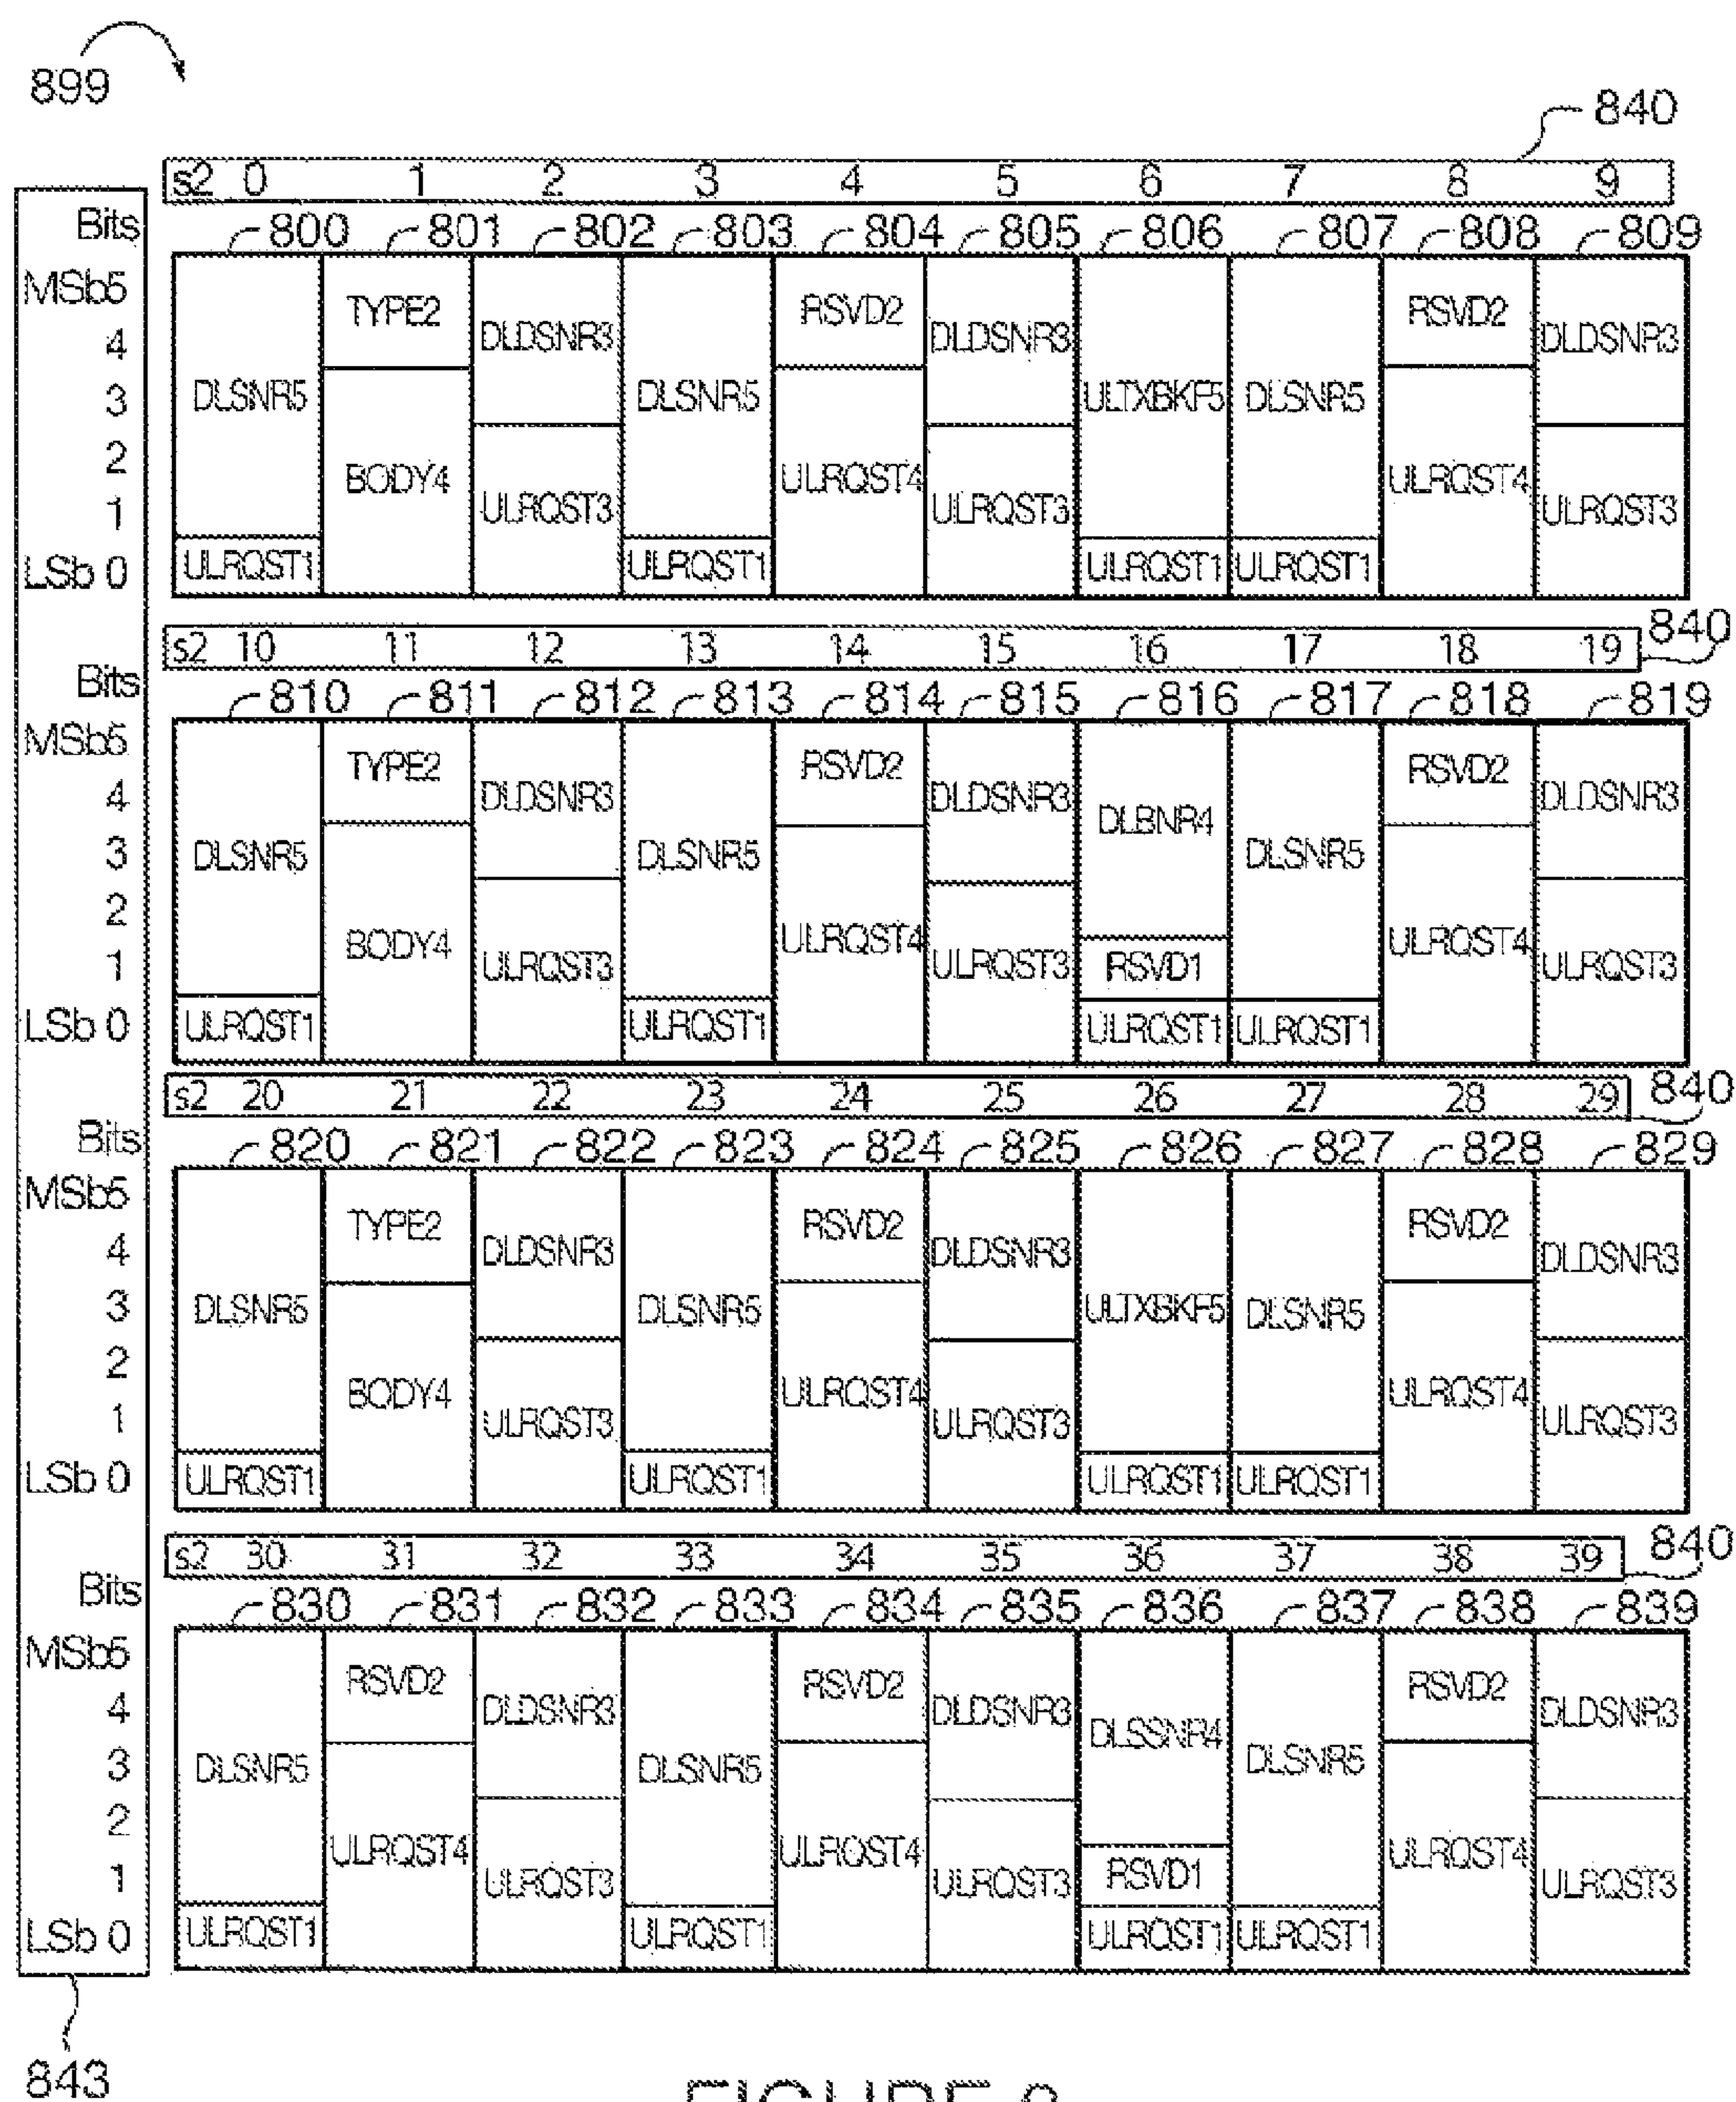 899
840
s2 0 1 2 3 4 5 6 7 8 9
Bits 800 801 802 803 804 805 806 807 808 809
MSb5 TYPE2 RSVD2 RSVD2
4 DLDSNR3 DLDSNR3 DLDSNR3
3 DLSNR5 DLSNR5 ULTXBKF5 DLSNR5
2 BODY4 ULRQST4 ULRQST4
1 ULRQST3 ULRQST3 ULRQST3
LSb 0 ULRQST1 ULRQST1 ULRQST1 ULRQST1
s2 10 11 12 13 14 15 16 17 18 19 840
Bits 810 811 812 813 814 815 816 817 818 819
MSb5 TYPE2 RSVD2 RSVD2
4 DLDSNR3 DLDSNR3 DLBNR4 DLDSNR3
3 DLSNR5 DLSNR5 DLSNR5
2 BODY4 ULRQST4 ULRQST4
1 ULRQST3 ULRQST3 RSVD1 ULRQST3
LSb 0 ULRQST1 ULRQST1 ULRQST1 ULRQST1
s2 20 21 22 23 24 25 26 27 28 29 840
Bits 820 821 822 823 824 825 826 827 828 829
MSb5 TYPE2 RSVD2 RSVD2
4 DLDSNR3 DLDSNR3 DLDSNR3
3 DLSNR5 DLSNR5 ULTXBKF5 DLSNR5
2 BODY4 ULRQST4 ULRQST4
1 ULRQST3 ULRQST3 ULRQST3
LSb 0 ULRQST1 ULRQST1 ULRQST1 ULRQST1
s2 30 31 32 33 34 35 36 37 38 39 840
Bits 830 831 832 833 834 835 836 837 838 839
MSb5 RSVD2 RSVD2 RSVD2
4 DLDSNR3 DLDSNR3 DLSSNR4 DLDSNR3
3 DLSNR5 DLSNR5 DLSNR5
2 ULRQST4 ULRQST4 ULRQST4
1 ULRQST3 ULRQST3 RSVD1 ULRQST3
LSb 0 ULRQST1 ULRQST1 ULRQST1 ULRQST1
843
FIGURE 8